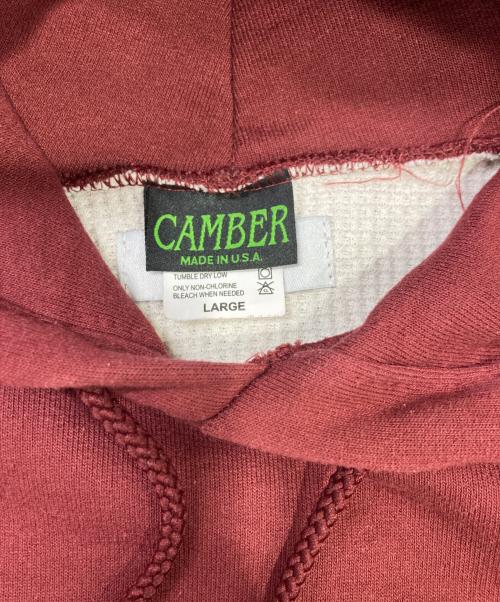 CAMBER
MADE IN U.S.A.
TUMBLE DRY LOW
ONLY NON-CHLORINE
BLEACH WHEN NEEDED
LARGE